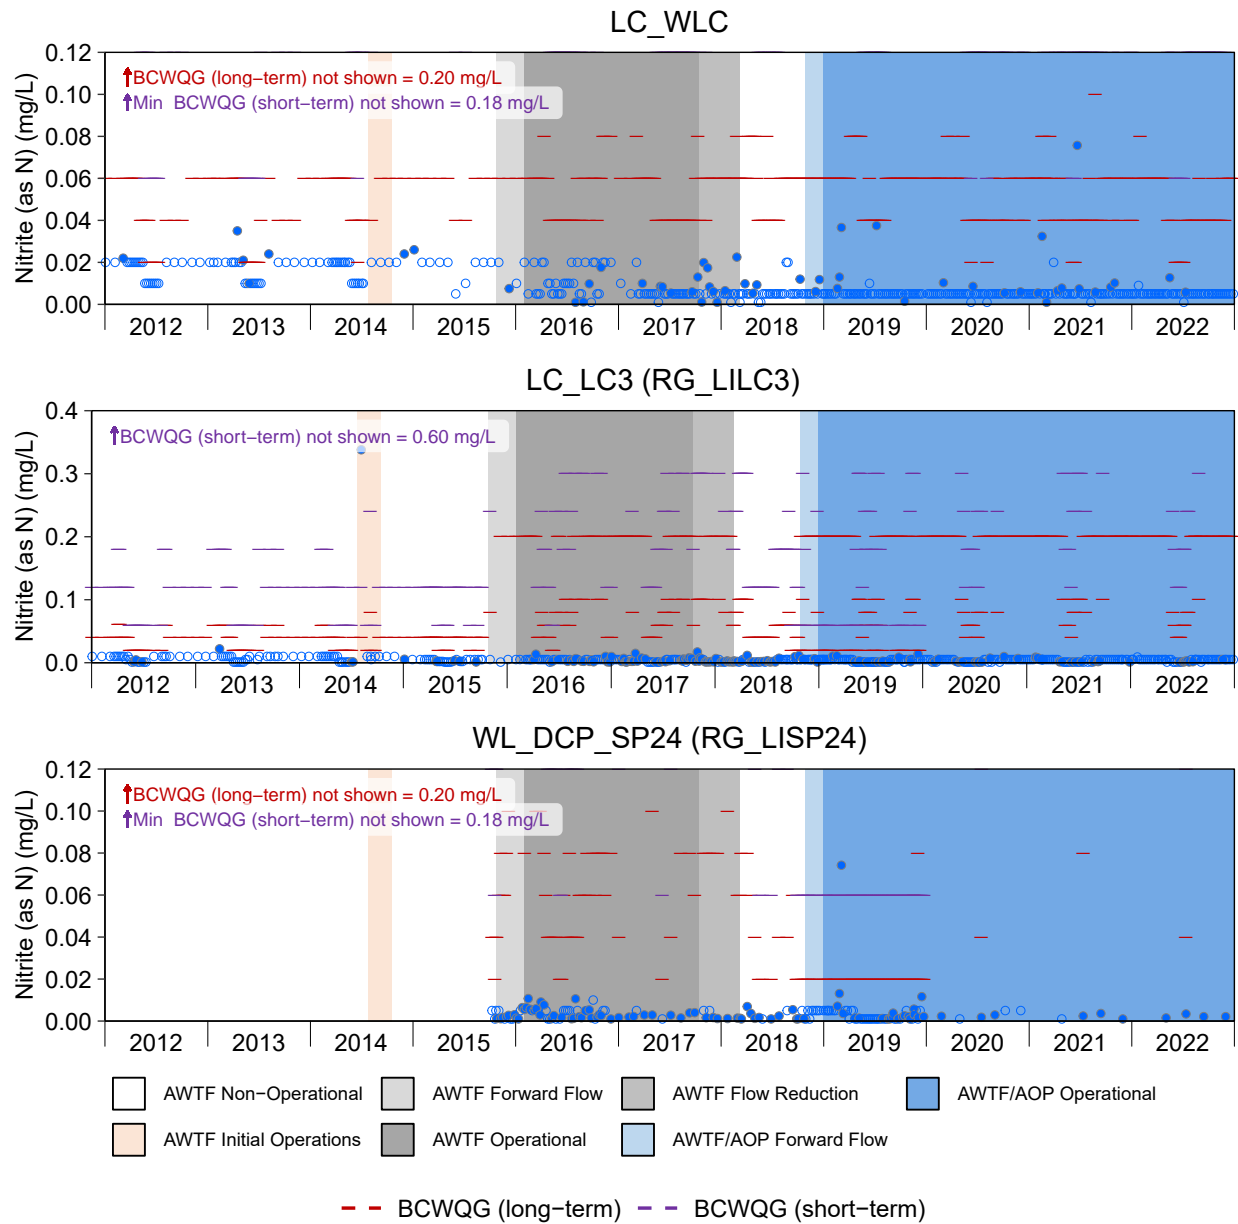 LC_WLC
Nitrite (as N) (mg/L)
0.12
0.10
0.08
0.06
0.04
0.02
0.00
BCWQG (long−term) not shown = 0.20 mg/L
Min  BCWQG (short−term) not shown = 0.18 mg/L
2012 2013 2014 2015 2016 2017 2018 2019 2020 2021 2022
LC_LC3 (RG_LILC3)
Nitrite (as N) (mg/L)
0.4
0.3
0.2
0.1
0.0
BCWQG (short−term) not shown = 0.60 mg/L
2012 2013 2014 2015 2016 2017 2018 2019 2020 2021 2022
WL_DCP_SP24 (RG_LISP24)
Nitrite (as N) (mg/L)
0.12
0.10
0.08
0.06
0.04
0.02
0.00
BCWQG (long−term) not shown = 0.20 mg/L
Min  BCWQG (short−term) not shown = 0.18 mg/L
2012 2013 2014 2015 2016 2017 2018 2019 2020 2021 2022
AWTF Non−Operational AWTF Forward Flow AWTF Flow Reduction AWTF/AOP Operational
AWTF Initial Operations AWTF Operational AWTF/AOP Forward Flow
BCWQG (long−term) BCWQG (short−term)